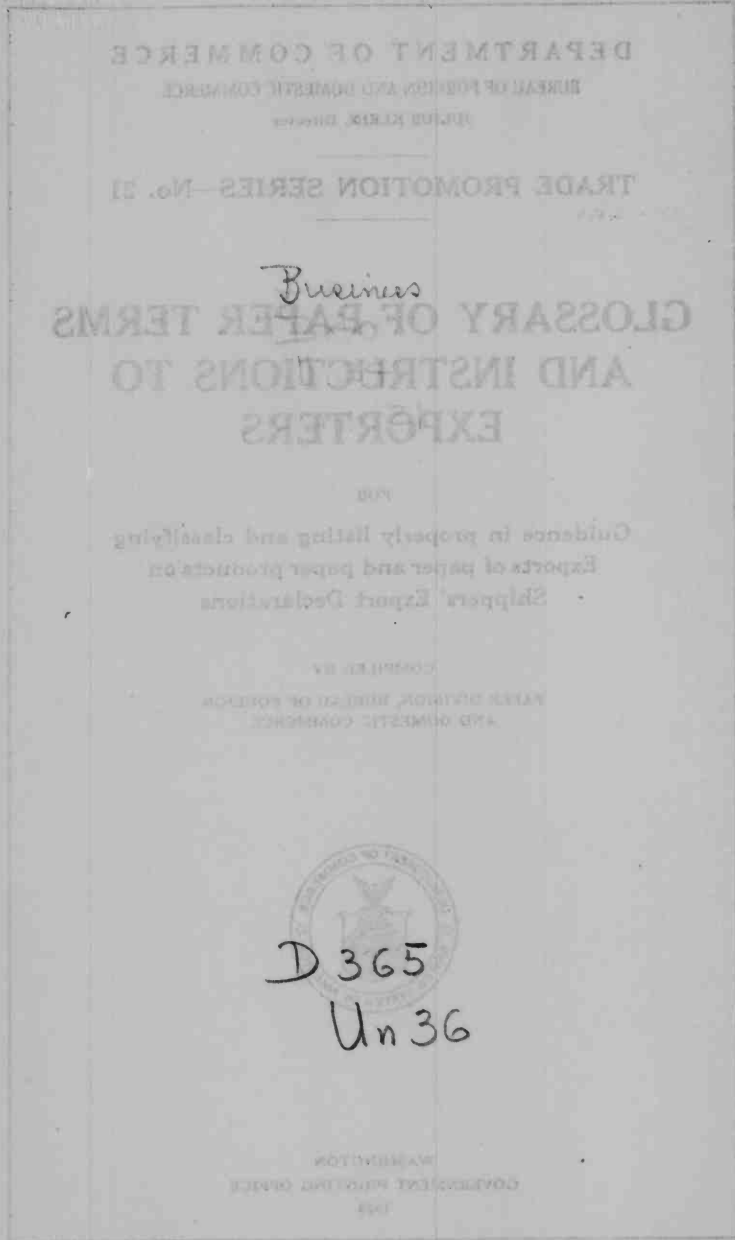 DEPARTMENT OF COMMERCE
BUREAU OF FOREIGN AND DOMESTIC COMMERCE
JULIUS KLEIN, Director
TRADE PROMOTION SERIES—No. 21
Business
GLOSSARY OF PAPER TERMS
AND INSTRUCTIONS TO
EXPORTERS
FOR
Guidance in properly listing and classifying
Exports of paper and paper products on
Shippers' Export Declarations
COMPILED BY
PAPER DIVISION, BUREAU OF FOREIGN
AND DOMESTIC COMMERCE
D 365
Un 36
WASHINGTON
GOVERNMENT PRINTING OFFICE